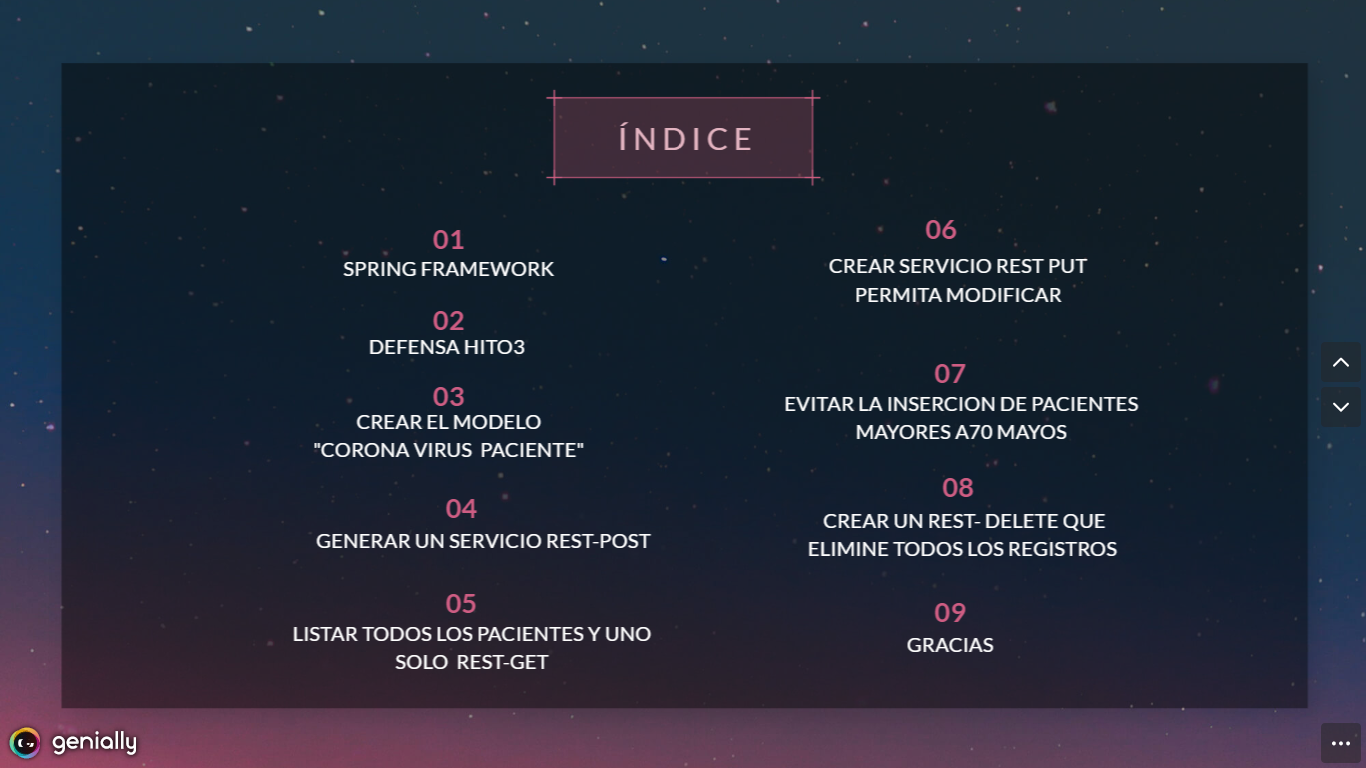 ÍNDICE
01
SPRING FRAMEWORK
02
DEFENSA HITO3
03
CREAR EL MODELO
"CORONA VIRUS PACIENTE"
04
GENERAR UN SERVICIO REST-POST
05
LISTAR TODOS LOS PACIENTES Y UNO
SOLO REST-GET
06
CREAR SERVICIO REST PUT
PERMITA MODIFICAR
07
EVITAR LA INSERCION DE PACIENTES
MAYORES A70 MAYOS
08
CREAR UN REST- DELETE QUE
ELIMINE TODOS LOS REGISTROS
09
GRACIAS
genially